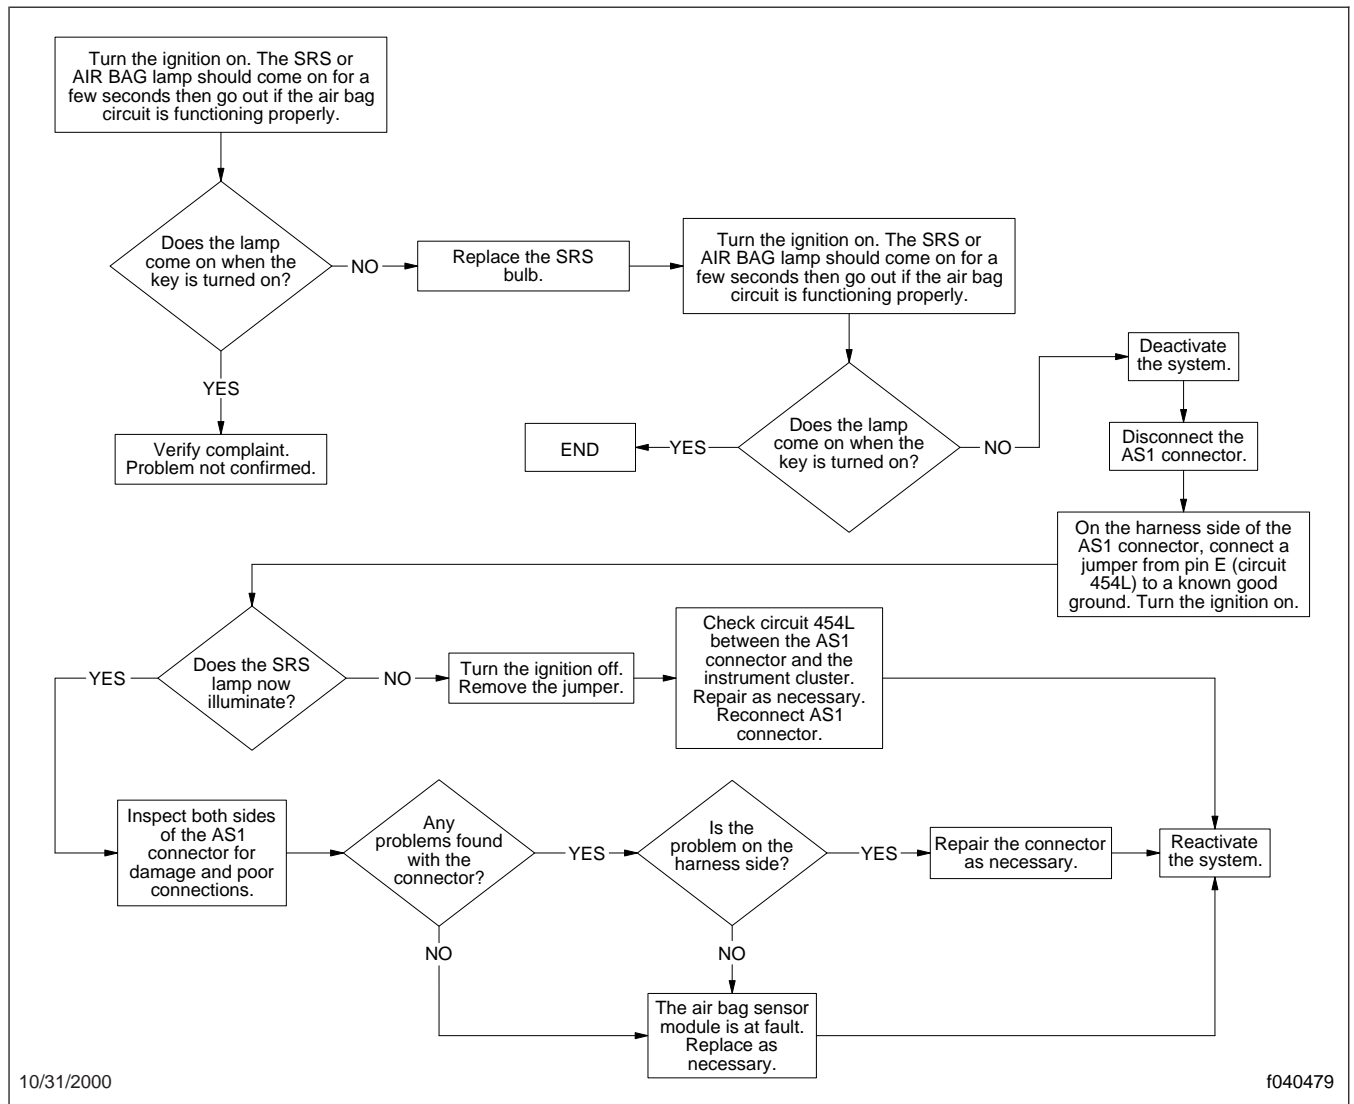 Turn the ignition on. The SRS or
AIR BAG lamp should come on for a
few seconds then go out if the air bag
circuit is functioning properly.
Does the lamp
come on when the
key is turned on?
NO
Replace the SRS
bulb.
Turn the ignition on. The SRS or
AIR BAG lamp should come on for a
few seconds then go out if the air bag
circuit is functioning properly.
YES
Verify complaint.
Problem not confirmed.
Does the lamp
come on when the
key is turned on?
YES
END
NO
Deactivate
the system.
Disconnect the
AS1 connector.
On the harness side of the
AS1 connector, connect a
jumper from pin E (circuit
454L) to a known good
ground. Turn the ignition on.
Does the SRS
lamp now
illuminate?
YES
NO
Turn the ignition off.
Remove the jumper.
Check circuit 454L
between the AS1
connector and the
instrument cluster.
Repair as necessary.
Reconnect AS1
connector.
Inspect both sides
of the AS1
connector for
damage and poor
connections.
Any
problems found
with the
connector?
YES
Is the
problem on the
harness side?
YES
Repair the connector
as necessary.
Reactivate
the system.
NO
NO
The air bag sensor
module is at fault.
Replace as
necessary.
10/31/2000
f040479